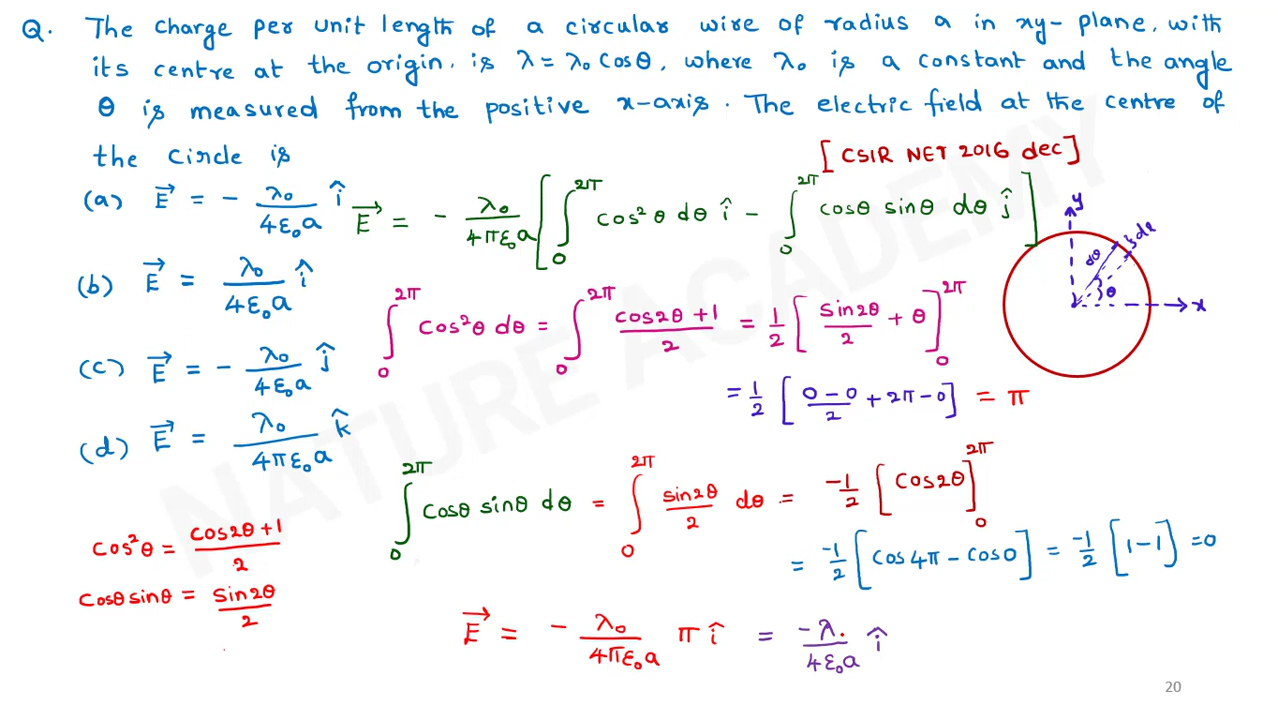 Q. The charge per unit length of a circular wire of radius a in xy-plane, with
its centre at the origin, is λ = λ₀ cosθ, where λ₀ is a constant and the angle
θ is measured from the positive x-axis. The electric field at the centre of
the circle is
[CSIR NET 2016 dec]
(a) E⃗ = - λ₀/4ε₀a î
(b) E⃗ = λ₀/4ε₀a î
(c) E⃗ = - λ₀/4ε₀a ĵ
(d) E⃗ = λ₀/4πε₀a k̂
E⃗ = - λ₀/4πε₀a [∫₀^2π cos²θ dθ î - ∫₀^2π cosθ sinθ dθ ĵ]
y
dl
dθ
θ
x
∫₀^2π cos²θ dθ = ∫₀^2π (cos2θ+1)/2 = 1/2 [sin2θ/2 + θ]₀^2π
= 1/2 [(0-0)/2 + 2π-0] = π
∫₀^2π cosθ sinθ dθ = ∫₀^2π sin2θ/2 dθ = -1/2 [cos2θ]₀^2π
= -1/2 [cos4π - cos0] = -1/2 [1-1] = 0
cos²θ = (cos2θ+1)/2
cosθ sinθ = sin2θ/2
E⃗ = - λ₀/4πε₀a π î = -λ₀/4ε₀a î
NATURE ACADEMY
20